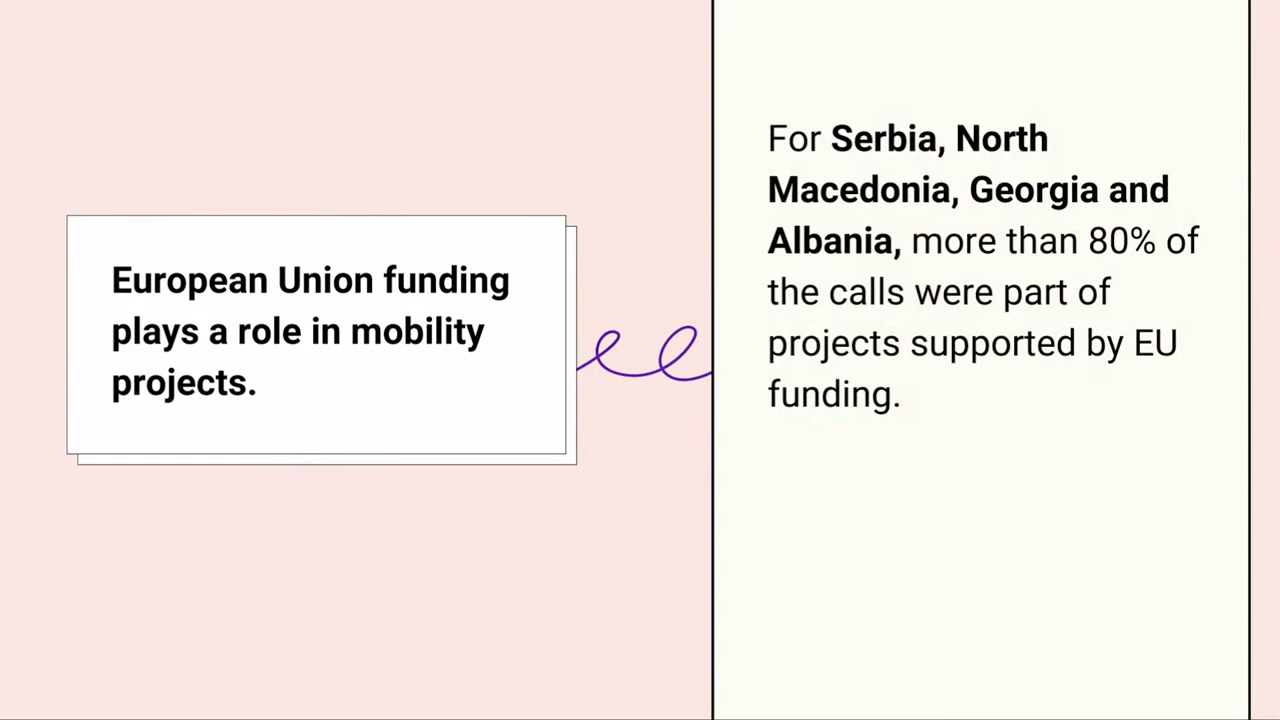 European Union funding
plays a role in mobility
projects.
For Serbia, North
Macedonia, Georgia and
Albania, more than 80% of
the calls were part of
projects supported by EU
funding.